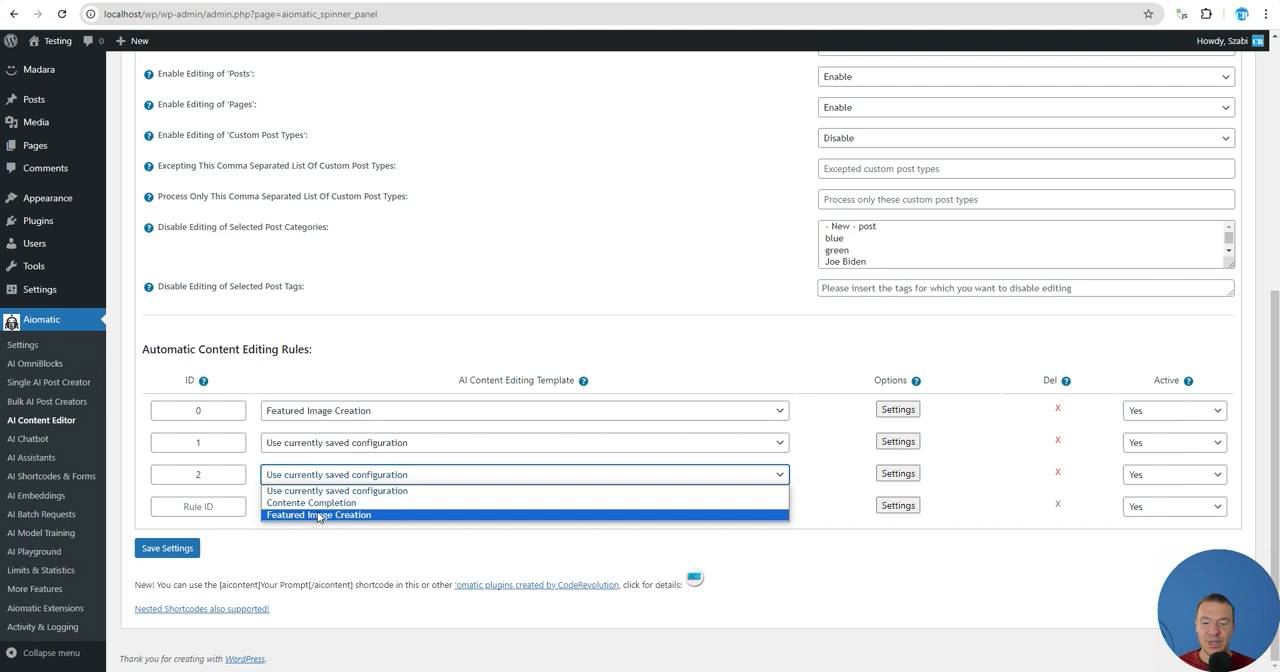 localhost/wp/wp-admin/admin.php?page=aiomatic_spinner_panel
Testing 0 New Howdy, Szabi
Madara
Posts
Media
Pages
Comments
Appearance
Plugins
Users
Tools
Settings
Aiomatic
Settings
AI OmniBlocks
Single AI Post Creator
Bulk AI Post Creators
AI Content Editor
AI Chatbot
AI Assistants
AI Shortcodes & Forms
AI Embeddings
AI Batch Requests
AI Model Training
AI Playground
Limits & Statistics
More Features
Aiomatic Extensions
Activity & Logging
Collapse menu
Enable Editing of 'Posts': Enable
Enable Editing of 'Pages': Enable
Enable Editing of 'Custom Post Types': Disable
Excepting This Comma Separated List Of Custom Post Types: Excepted custom post types
Process Only This Comma Separated List Of Custom Post Types: Process only these custom post types
Disable Editing of Selected Post Categories: - New - post
blue
green
Joe Biden
Disable Editing of Selected Post Tags: Please insert the tags for which you want to disable editing
Automatic Content Editing Rules:
ID AI Content Editing Template Options Del Active
0 Featured Image Creation Settings X Yes
1 Use currently saved configuration Settings X Yes
2 Use currently saved configuration Settings X Yes
Use currently saved configuration
Contente Completion
Rule ID Settings X Yes
Featured Image Creation
Save Settings
New! You can use the [aicontent]Your Prompt[/aicontent] shortcode in this or other 'omatic plugins created by CodeRevolution, click for details:
Nested Shortcodes also supported!
Thank you for creating with WordPress.